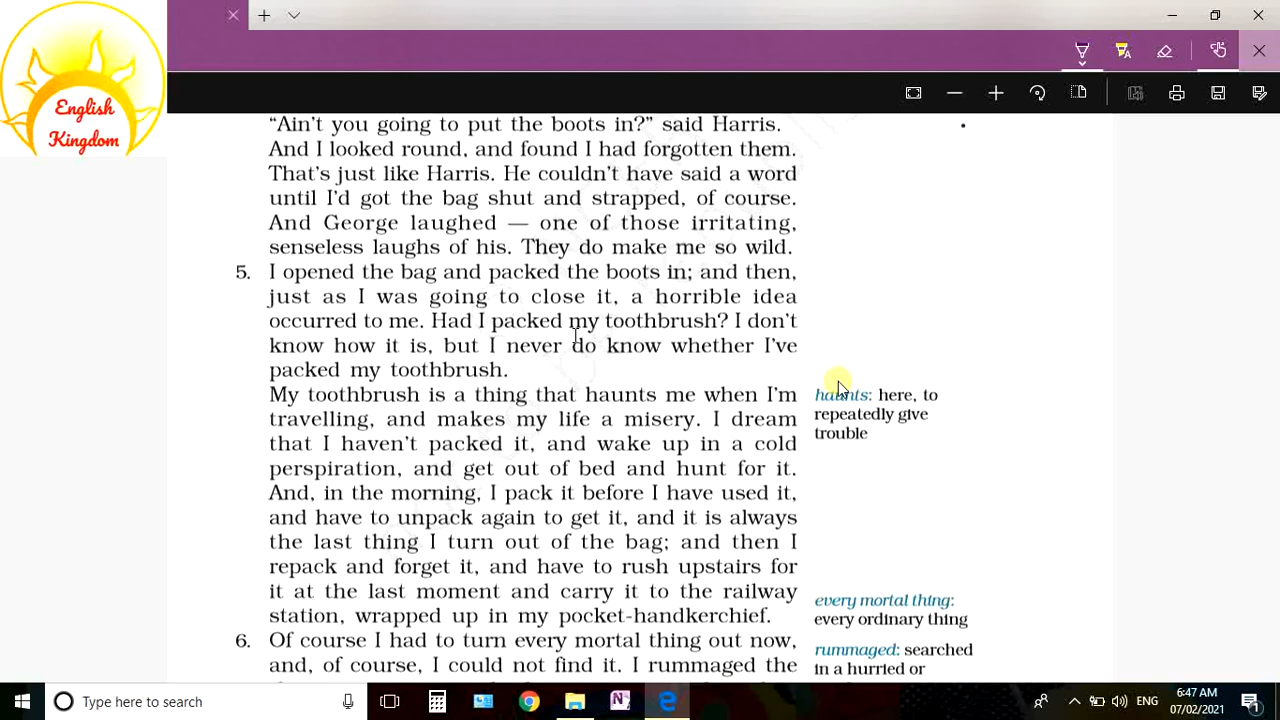 English
Kingdom
“Ain’t you going to put the boots in?” said Harris.
And I looked round, and found I had forgotten them.
That’s just like Harris. He couldn’t have said a word
until I’d got the bag shut and strapped, of course.
And George laughed — one of those irritating,
senseless laughs of his. They do make me so wild.
5. I opened the bag and packed the boots in; and then,
just as I was going to close it, a horrible idea
occurred to me. Had I packed my toothbrush? I don’t
know how it is, but I never do know whether I’ve
packed my toothbrush.
My toothbrush is a thing that haunts me when I’m
travelling, and makes my life a misery. I dream
that I haven’t packed it, and wake up in a cold
perspiration, and get out of bed and hunt for it.
And, in the morning, I pack it before I have used it,
and have to unpack again to get it, and it is always
the last thing I turn out of the bag; and then I
repack and forget it, and have to rush upstairs for
it at the last moment and carry it to the railway
station, wrapped up in my pocket-handkerchief.
6. Of course I had to turn every mortal thing out now,
and, of course, I could not find it. I rummaged the
haunts: here, to
repeatedly give
trouble
every mortal thing:
every ordinary thing
rummaged: searched
in a hurried or
Type here to search
ENG
6:47 AM
07/02/2021